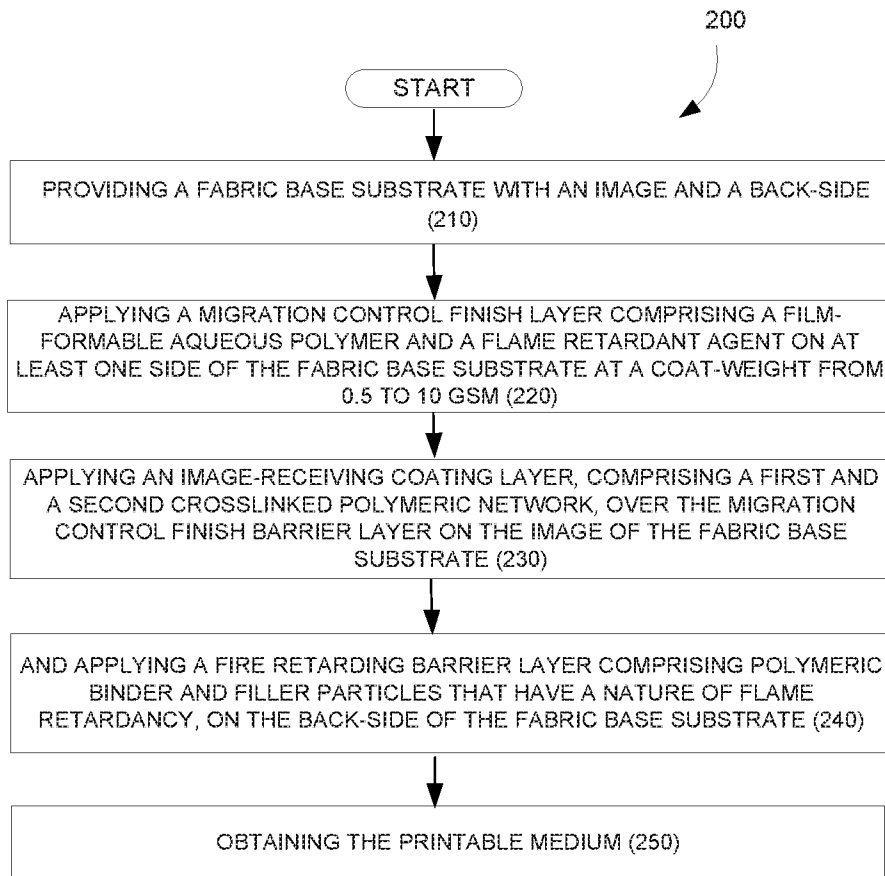 200
START
PROVIDING A FABRIC BASE SUBSTRATE WITH AN IMAGE AND A BACK-SIDE
(210)
APPLYING A MIGRATION CONTROL FINISH LAYER COMPRISING A FILM-
FORMABLE AQUEOUS POLYMER AND A FLAME RETARDANT AGENT ON AT
LEAST ONE SIDE OF THE FABRIC BASE SUBSTRATE AT A COAT-WEIGHT FROM
0.5 TO 10 GSM (220)
APPLYING AN IMAGE-RECEIVING COATING LAYER, COMPRISING A FIRST AND
A SECOND CROSSLINKED POLYMERIC NETWORK, OVER THE MIGRATION
CONTROL FINISH BARRIER LAYER ON THE IMAGE OF THE FABRIC BASE
SUBSTRATE (230)
AND APPLYING A FIRE RETARDING BARRIER LAYER COMPRISING POLYMERIC
BINDER AND FILLER PARTICLES THAT HAVE A NATURE OF FLAME
RETARDANCY, ON THE BACK-SIDE OF THE FABRIC BASE SUBSTRATE (240)
OBTAINING THE PRINTABLE MEDIUM (250)